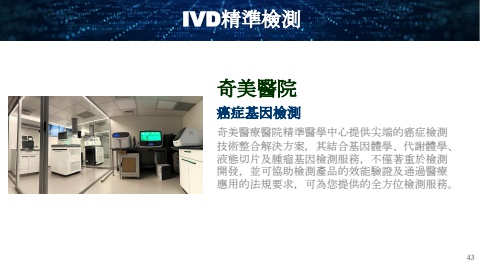 IVD精準檢測
奇美醫院
癌症基因檢測
奇美醫療醫院精準醫學中心提供尖端的癌症檢測
技術整合解決方案，其結合基因體學、代謝體學、
液態切片及腫瘤基因檢測服務，不僅著重於檢測
開發，並可協助檢測產品的效能驗證及通過醫療
應用的法規要求，可為您提供的全方位檢測服務。
43